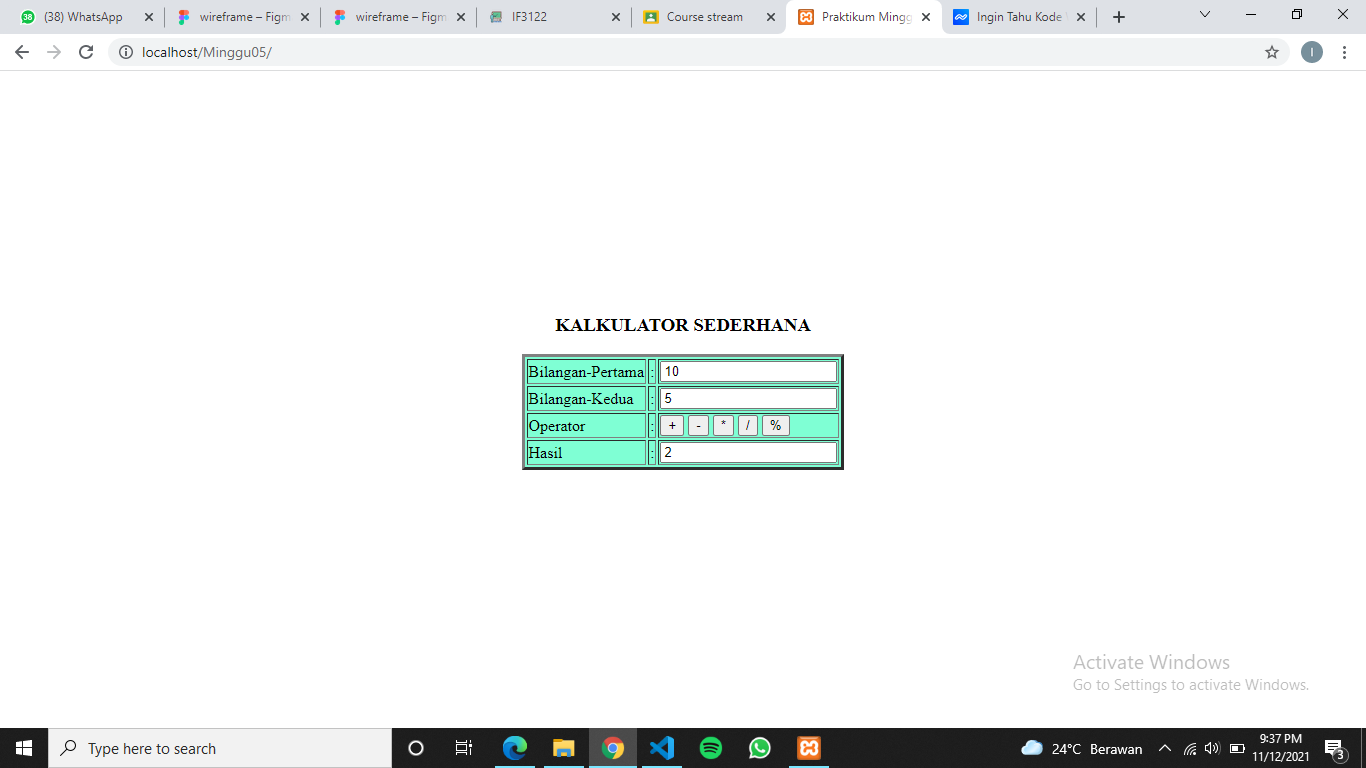 38 (38) WhatsApp
wireframe – Figm
wireframe – Figm
IF3122
Course stream
Praktikum Mingg
Ingin Tahu Kode
localhost/Minggu05/
I
KALKULATOR SEDERHANA
Bilangan-Pertama : 10
Bilangan-Kedua : 5
Operator : + - * / %
Hasil : 2
Activate Windows
Go to Settings to activate Windows.
Type here to search
24°C Berawan
9:37 PM
11/12/2021
3